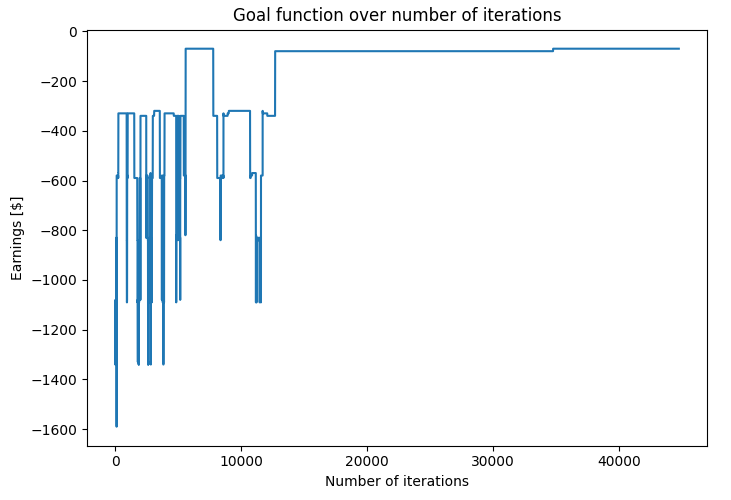 Goal function over number of iterations
0
−200
−400
−600
−800
−1000
−1200
−1400
−1600
Earnings [$]
0 10000 20000 30000 40000
Number of iterations